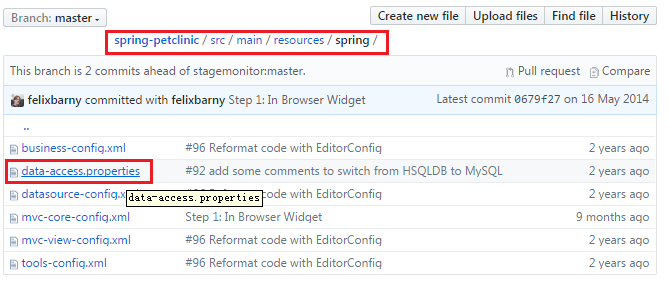 Branch: master
Create new file Upload files Find file History
spring-petclinic / src / main / resources / spring /
This branch is 2 commits ahead of stagemonitor:master. Pull request Compare
felixbarny committed with felixbarny Step 1: In Browser Widget Latest commit 0679f27 on 16 May 2014
..
business-config.xml #96 Reformat code with EditorConfig 2 years ago
data-access.properties #92 add some comments to switch from HSQLDB to MySQL 2 years ago
datasource-config.x Reformat code with EditorConfig 2 years ago
data-access.properties
mvc-core-config.xml Step 1: In Browser Widget 9 months ago
mvc-view-config.xml #96 Reformat code with EditorConfig 2 years ago
tools-config.xml #96 Reformat code with EditorConfig 2 years ago